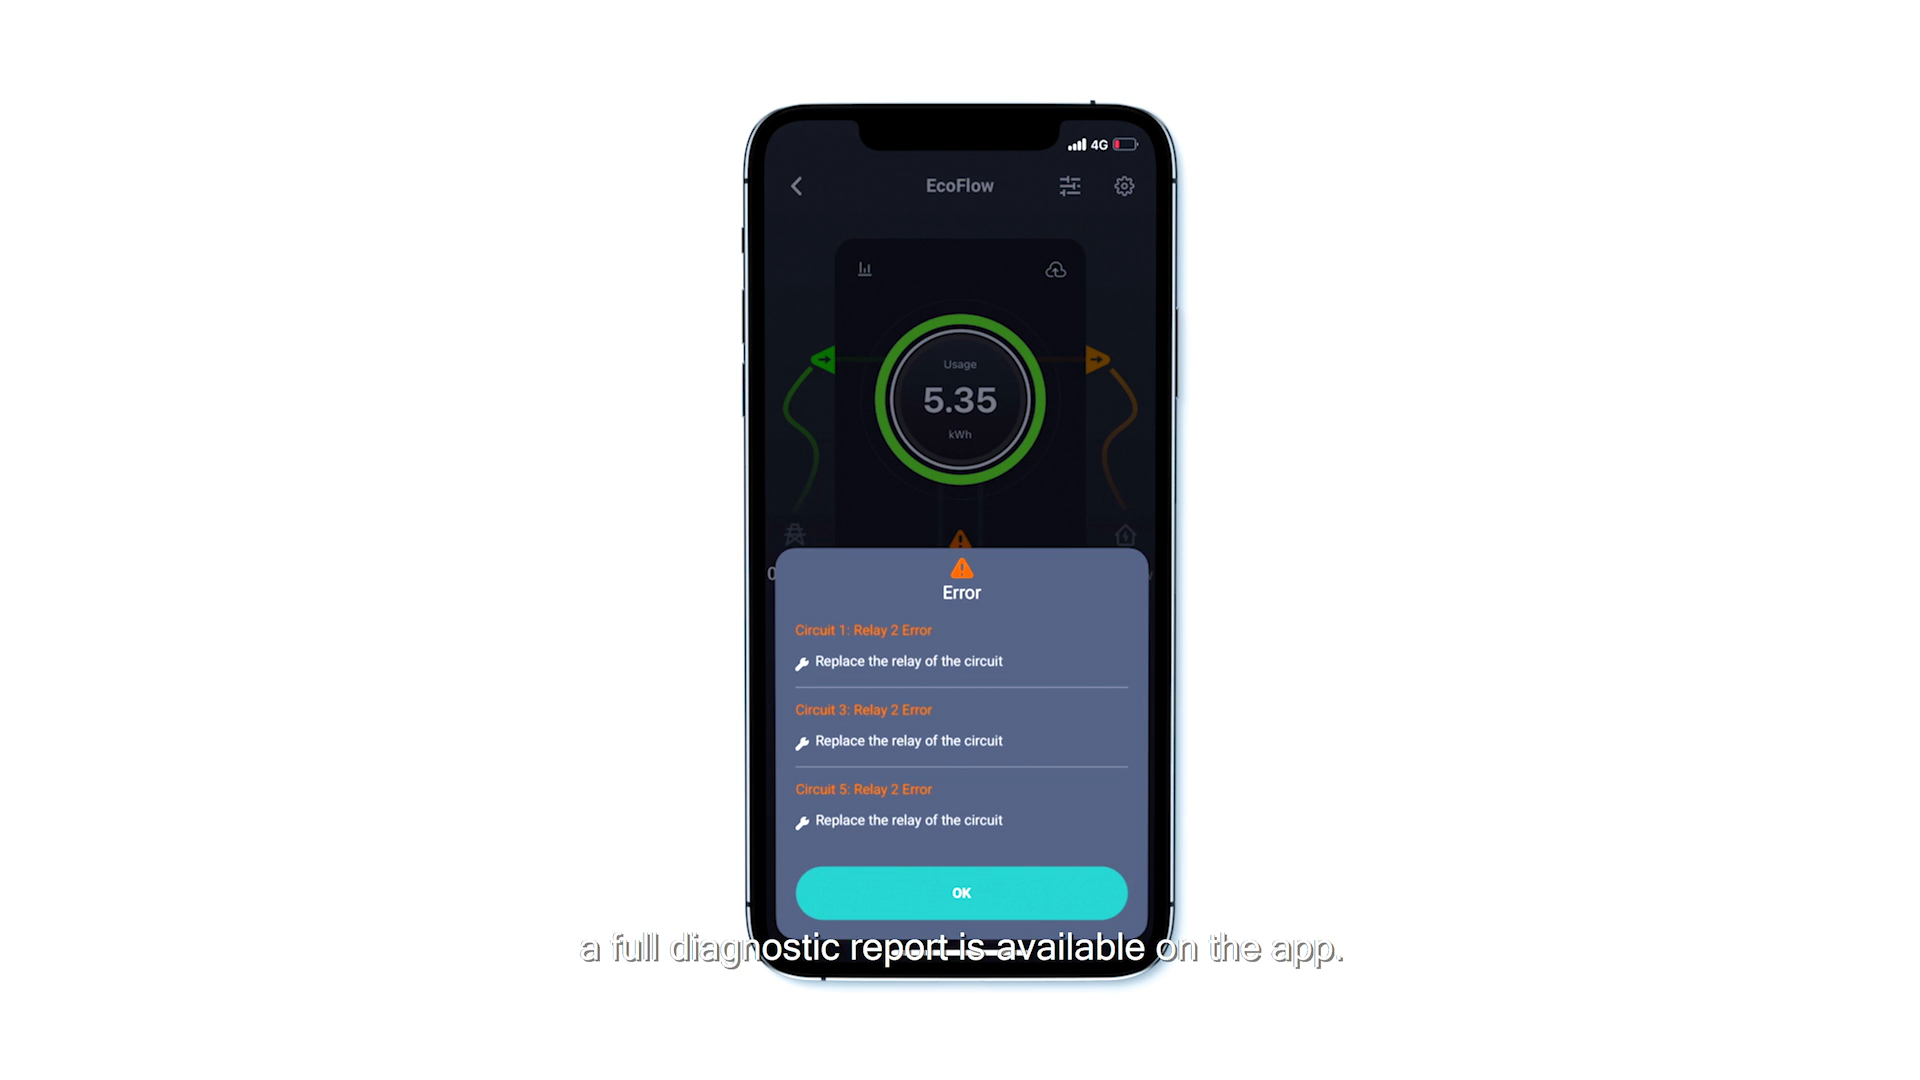 4G
EcoFlow
Usage
5.35
kWh
0
Error
Circuit 1: Relay 2 Error
Replace the relay of the circuit
Circuit 3: Relay 2 Error
Replace the relay of the circuit
Circuit 5: Relay 2 Error
Replace the relay of the circuit
OK
a full diagnostic report is available on the app.